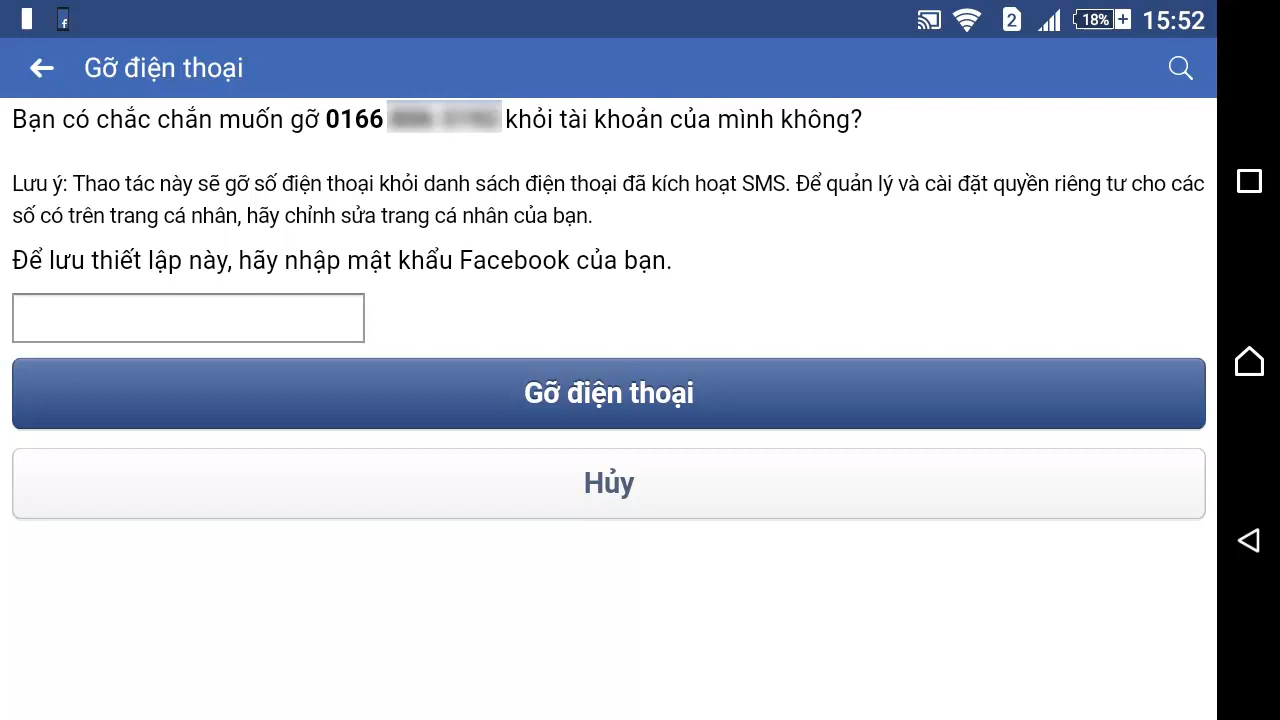 2 18% 15:52
Gỡ điện thoại
Bạn có chắc chắn muốn gỡ 0166 khỏi tài khoản của mình không?
Lưu ý: Thao tác này sẽ gỡ số điện thoại khỏi danh sách điện thoại đã kích hoạt SMS. Để quản lý và cài đặt quyền riêng tư cho các
số có trên trang cá nhân, hãy chỉnh sửa trang cá nhân của bạn.
Để lưu thiết lập này, hãy nhập mật khẩu Facebook của bạn.
Gỡ điện thoại
Hủy